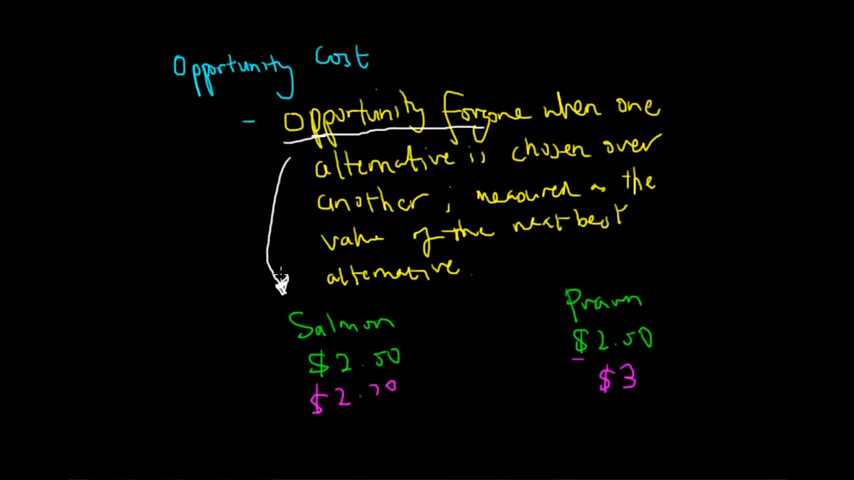 Opportunity Cost
- Opportunity forgone when one
alternative is chosen over
another; measured as the
value of the next best
alternative.
Salmon
$2.50
$2.70
Prawn
$2.50
$3